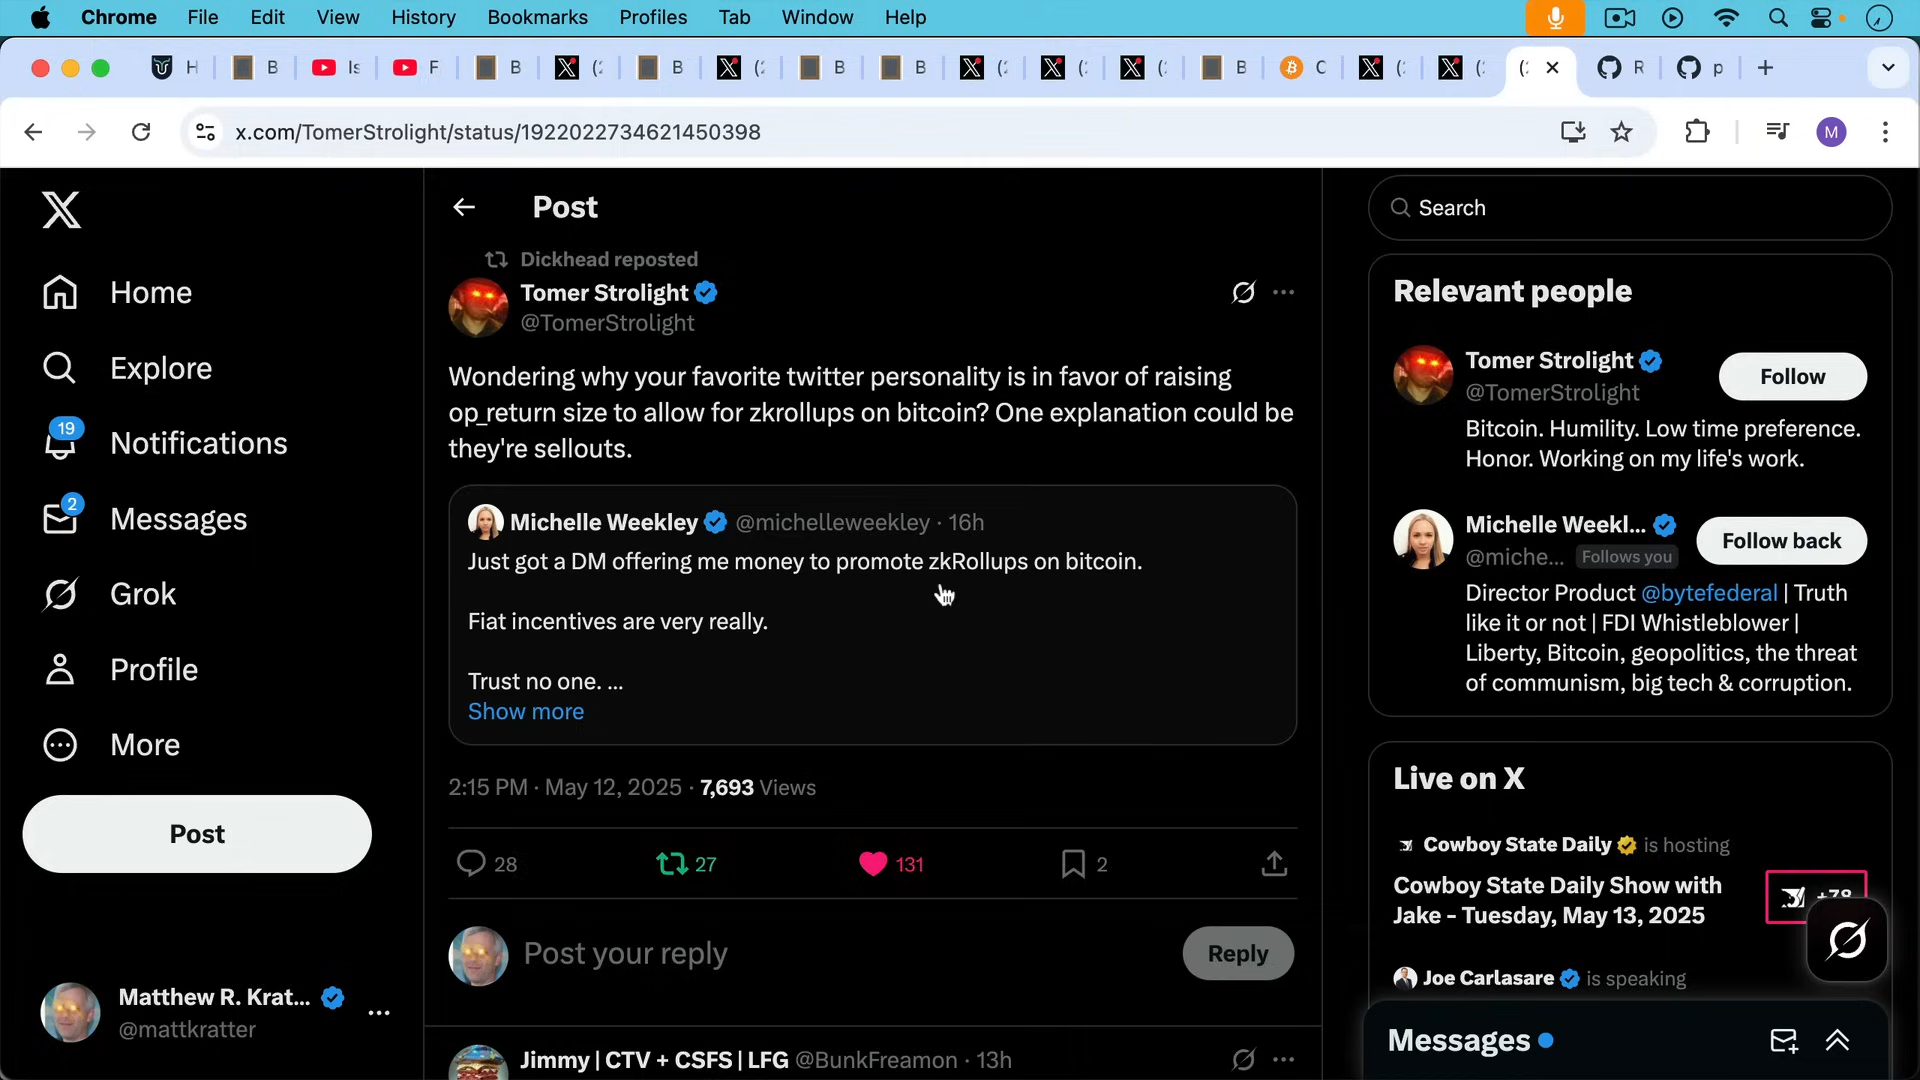 Chrome File Edit View History Bookmarks Profiles Tab Window Help
H B Is F B ( B ( B B ( ( ( B C ( ( ( R p
x.com/TomerStrolight/status/1922022734621450398 M
Post
Search
Dickhead reposted
Tomer Strolight
@TomerStrolight
Wondering why your favorite twitter personality is in favor of raising
op_return size to allow for zkrollups on bitcoin? One explanation could be
they're sellouts.
Michelle Weekley @michelleweekley · 16h
Just got a DM offering me money to promote zkRollups on bitcoin.
Fiat incentives are very really.
Trust no one. ...
Show more
2:15 PM · May 12, 2025 · 7,693 Views
28 27 131 2
Post your reply
Reply
Jimmy | CTV + CSFS | LFG @BunkFreamon · 13h
Home
Explore
19
Notifications
2
Messages
Grok
Profile
More
Post
Matthew R. Krat...
@mattkratter
Relevant people
Tomer Strolight
@TomerStrolight
Follow
Bitcoin. Humility. Low time preference.
Honor. Working on my life's work.
Michelle Weekl...
@miche... Follows you
Follow back
Director Product @bytefederal | Truth
like it or not | FDI Whistleblower |
Liberty, Bitcoin, geopolitics, the threat
of communism, big tech & corruption.
Live on X
Cowboy State Daily is hosting
Cowboy State Daily Show with
Jake - Tuesday, May 13, 2025
+78
Joe Carlasare is speaking
Messages